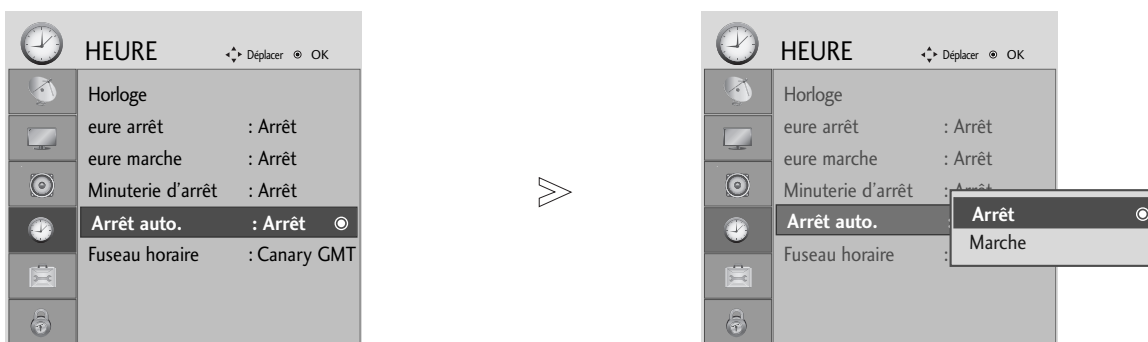 HEURE Déplacer OK
Horloge
eure arrêt : Arrêt
eure marche : Arrêt
Minuterie d’arrêt : Arrêt
Arrêt auto. : Arrêt
Fuseau horaire : Canary GMT
HEURE Déplacer OK
Horloge
eure arrêt : Arrêt
eure marche : Arrêt
Minuterie d’arrêt : Arrêt
Arrêt auto. :
Fuseau horaire :
Arrêt
Marche